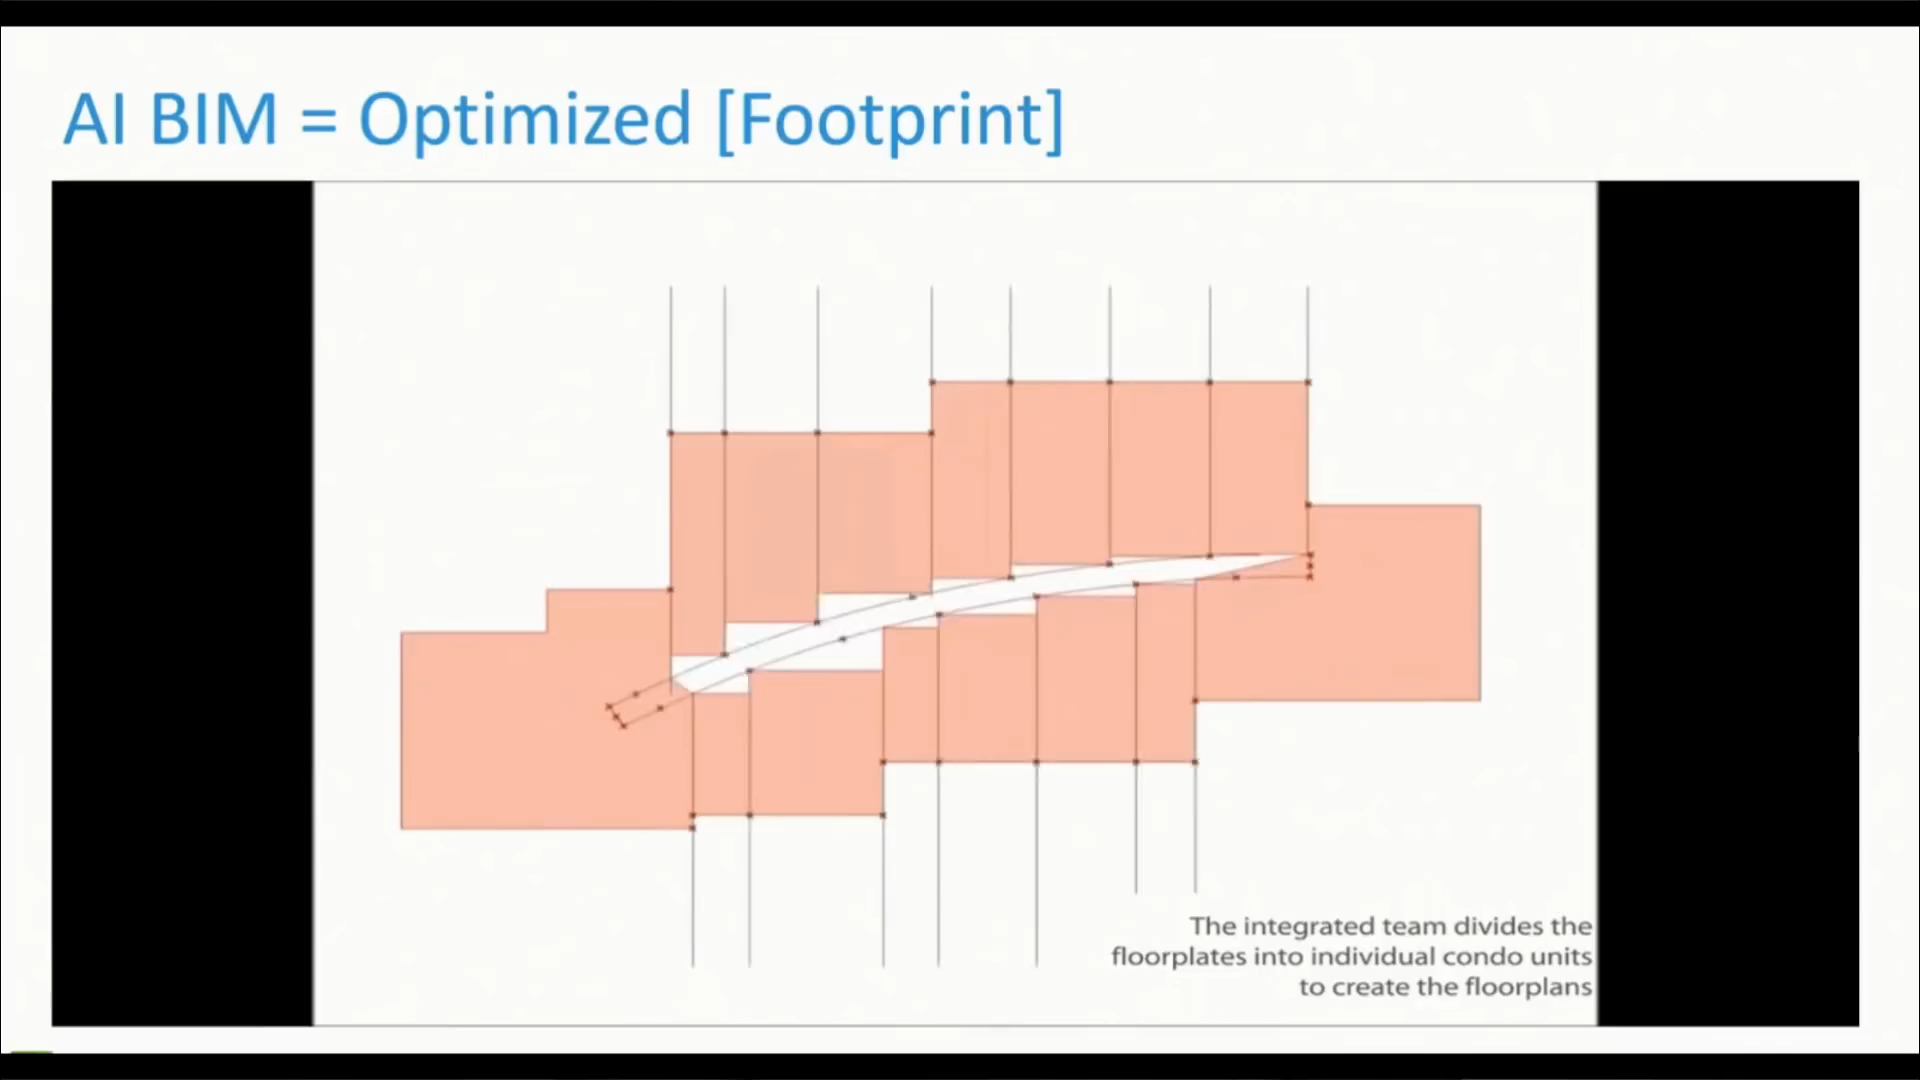 AI BIM = Optimized [Footprint]
The integrated team divides the
floorplates into individual condo units
to create the floorplans